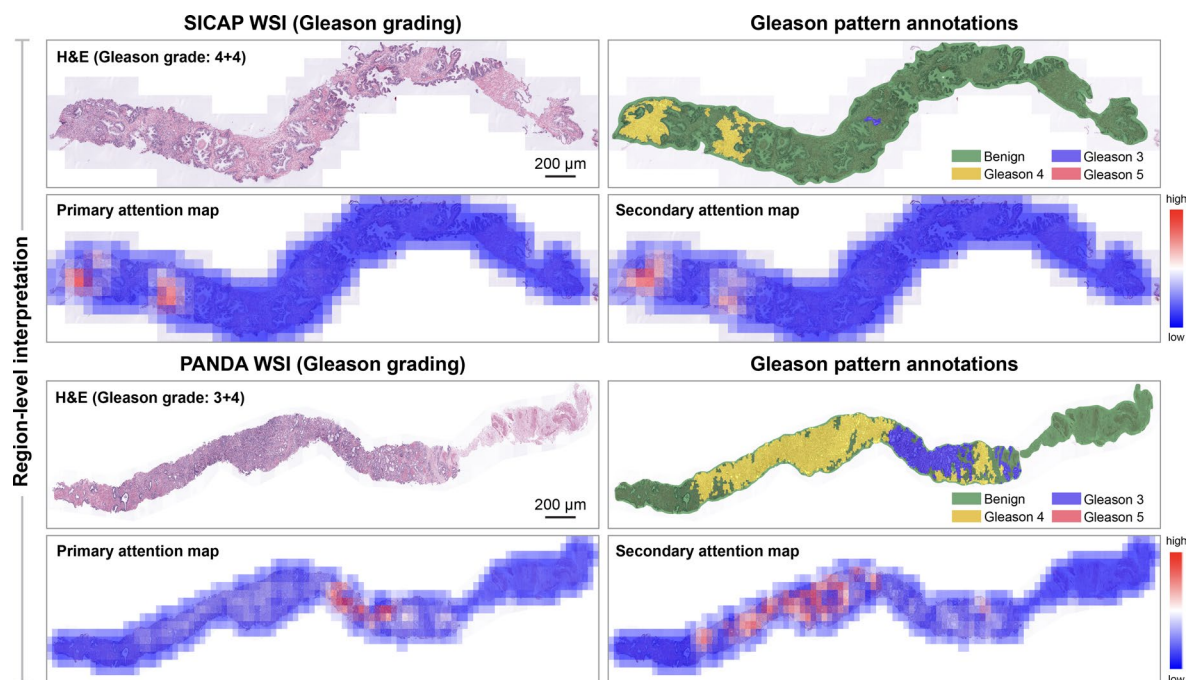 SICAP WSI (Gleason grading)
Gleason pattern annotations
H&E (Gleason grade: 4+4)
200 µm
Benign
Gleason 3
Gleason 4
Gleason 5
Primary attention map
Secondary attention map
high
low
Region-level interpretation
PANDA WSI (Gleason grading)
Gleason pattern annotations
H&E (Gleason grade: 3+4)
200 µm
Benign
Gleason 3
Gleason 4
Gleason 5
Primary attention map
Secondary attention map
high
low